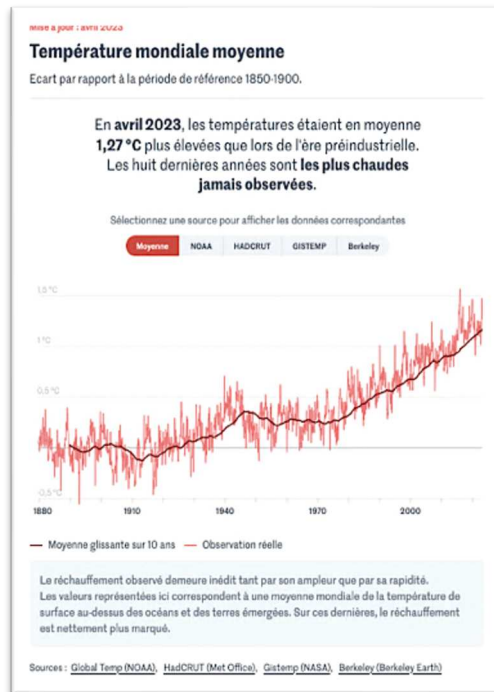 Mise à jour : avril 2023
Température mondiale moyenne
Ecart par rapport à la période de référence 1850-1900.
En avril 2023, les températures étaient en moyenne
1,27 °C plus élevées que lors de l'ère préindustrielle.
Les huit dernières années sont les plus chaudes
jamais observées.
Sélectionnez une source pour afficher les données correspondantes
Moyenne NOAA HADCRUT GISTEMP Berkeley
1,5 °C
1 °C
0,5 °C
-0,5 °C
1880 1910 1940 1970 2000
Moyenne glissante sur 10 ans Observation réelle
Le réchauffement observé demeure inédit tant par son ampleur que par sa rapidité.
Les valeurs représentées ici correspondent à une moyenne mondiale de la température de
surface au-dessus des océans et des terres émergées. Sur ces dernières, le réchauffement
est nettement plus marqué.
Sources : Global Temp (NOAA), HadCRUT (Met Office), Gistemp (NASA), Berkeley (Berkeley Earth)